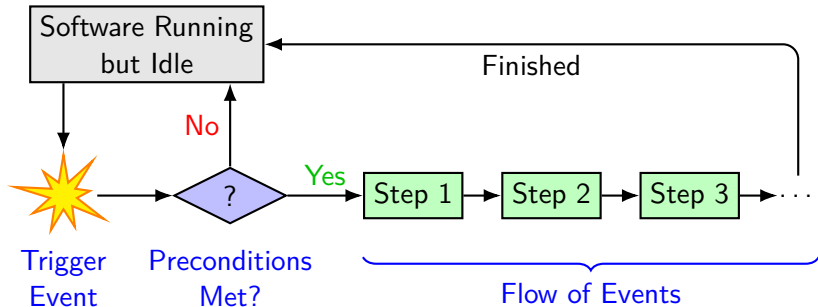 Software Running
but Idle
Finished
No
Yes
?
Step 1
Step 2
Step 3
...
Trigger
Event
Preconditions
Met?
Flow of Events